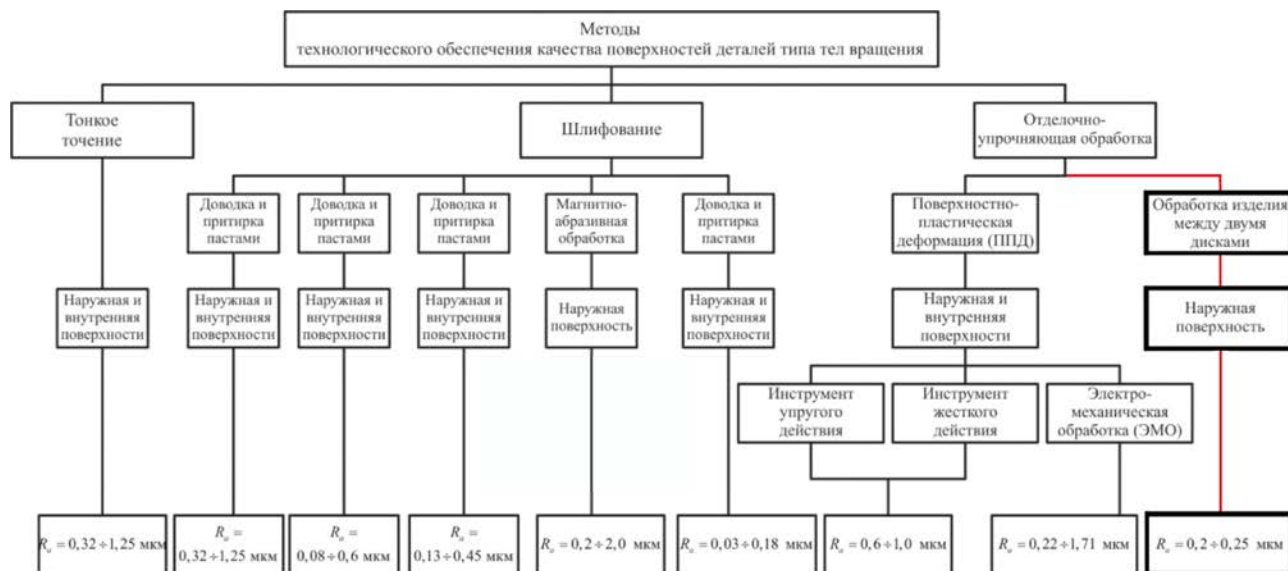 Методы
технологического обеспечения качества поверхностей деталей типа тел вращения
Тонкое
точение
Шлифование
Отделочно-
упрочняющая обработка
Доводка и
притирка
пастами
Доводка и
притирка
пастами
Доводка и
притирка
пастами
Магнитно-
абразивная
обработка
Доводка и
притирка
пастами
Поверхностно-
пластическая
деформация (ППД)
Обработка изделия
между двумя
дисками
Наружная и
внутренняя
поверхности
Наружная и
внутренняя
поверхности
Наружная и
внутренняя
поверхности
Наружная и
внутренняя
поверхности
Наружная
поверхность
Наружная и
внутренняя
поверхности
Наружная и
внутренняя
поверхности
Наружная
поверхность
Инструмент
упругого
действия
Инструмент
жесткого
действия
Электро-
механическая
обработка (ЭМО)
Rₐ = 0,32÷1,25 мкм
Rₐ =
0,32÷1,25 мкм
Rₐ =
0,08÷0,6 мкм
Rₐ =
0,13÷0,45 мкм
Rₐ = 0,2÷2,0 мкм
Rₐ = 0,03÷0,18 мкм
Rₐ = 0,6÷1,0 мкм
Rₐ = 0,22÷1,71 мкм
Rₐ = 0,2÷0,25 мкм